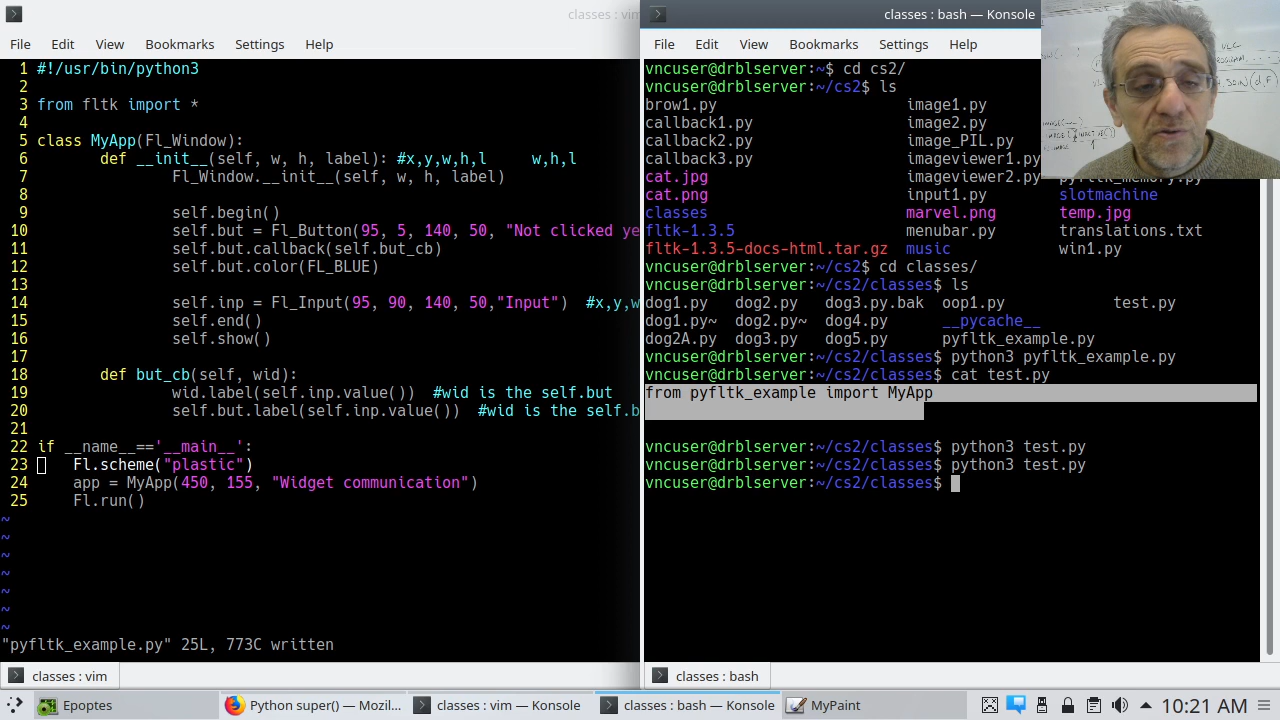 classes : vim
File Edit View Bookmarks Settings Help
1 #!/usr/bin/python3
2
3 from fltk import *
4
5 class MyApp(Fl_Window):
6 def __init__(self, w, h, label): #x,y,w,h,l w,h,l
7 Fl_Window.__init__(self, w, h, label)
8
9 self.begin()
10 self.but = Fl_Button(95, 5, 140, 50, "Not clicked ye
11 self.but.callback(self.but_cb)
12 self.but.color(FL_BLUE)
13
14 self.inp = Fl_Input(95, 90, 140, 50,"Input") #x,y,w
15 self.end()
16 self.show()
17
18 def but_cb(self, wid):
19 wid.label(self.inp.value()) #wid is the self.but
20 self.but.label(self.inp.value()) #wid is the self.b
21
22 if __name__=='__main__':
23 Fl.scheme("plastic")
24 app = MyApp(450, 155, "Widget communication")
25 Fl.run()
~
~
~
~
~
~
~
"pyfltk_example.py" 25L, 773C written
classes : vim
classes : bash — Konsole
File Edit View Bookmarks Settings Help
vncuser@drblserver:~$ cd cs2/
vncuser@drblserver:~/cs2$ ls
brow1.py image1.py
callback1.py image2.py
callback2.py image_PIL.py
callback3.py imageviewer1.py
cat.jpg imageviewer2.py pyfltk_memory.py
cat.png input1.py slotmachine
classes marvel.png temp.jpg
fltk-1.3.5 menubar.py translations.txt
fltk-1.3.5-docs-html.tar.gz music win1.py
vncuser@drblserver:~/cs2$ cd classes/
vncuser@drblserver:~/cs2/classes$ ls
dog1.py dog2.py dog3.py.bak oop1.py test.py
dog1.py~ dog2.py~ dog4.py __pycache__
dog2A.py dog3.py dog5.py pyfltk_example.py
vncuser@drblserver:~/cs2/classes$ python3 pyfltk_example.py
vncuser@drblserver:~/cs2/classes$ cat test.py
from pyfltk_example import MyApp
vncuser@drblserver:~/cs2/classes$ python3 test.py
vncuser@drblserver:~/cs2/classes$ python3 test.py
vncuser@drblserver:~/cs2/classes$
classes : bash
Epoptes
Python super() — Mozil...
classes : vim — Konsole
classes : bash — Konsole
MyPaint
10:21 AM